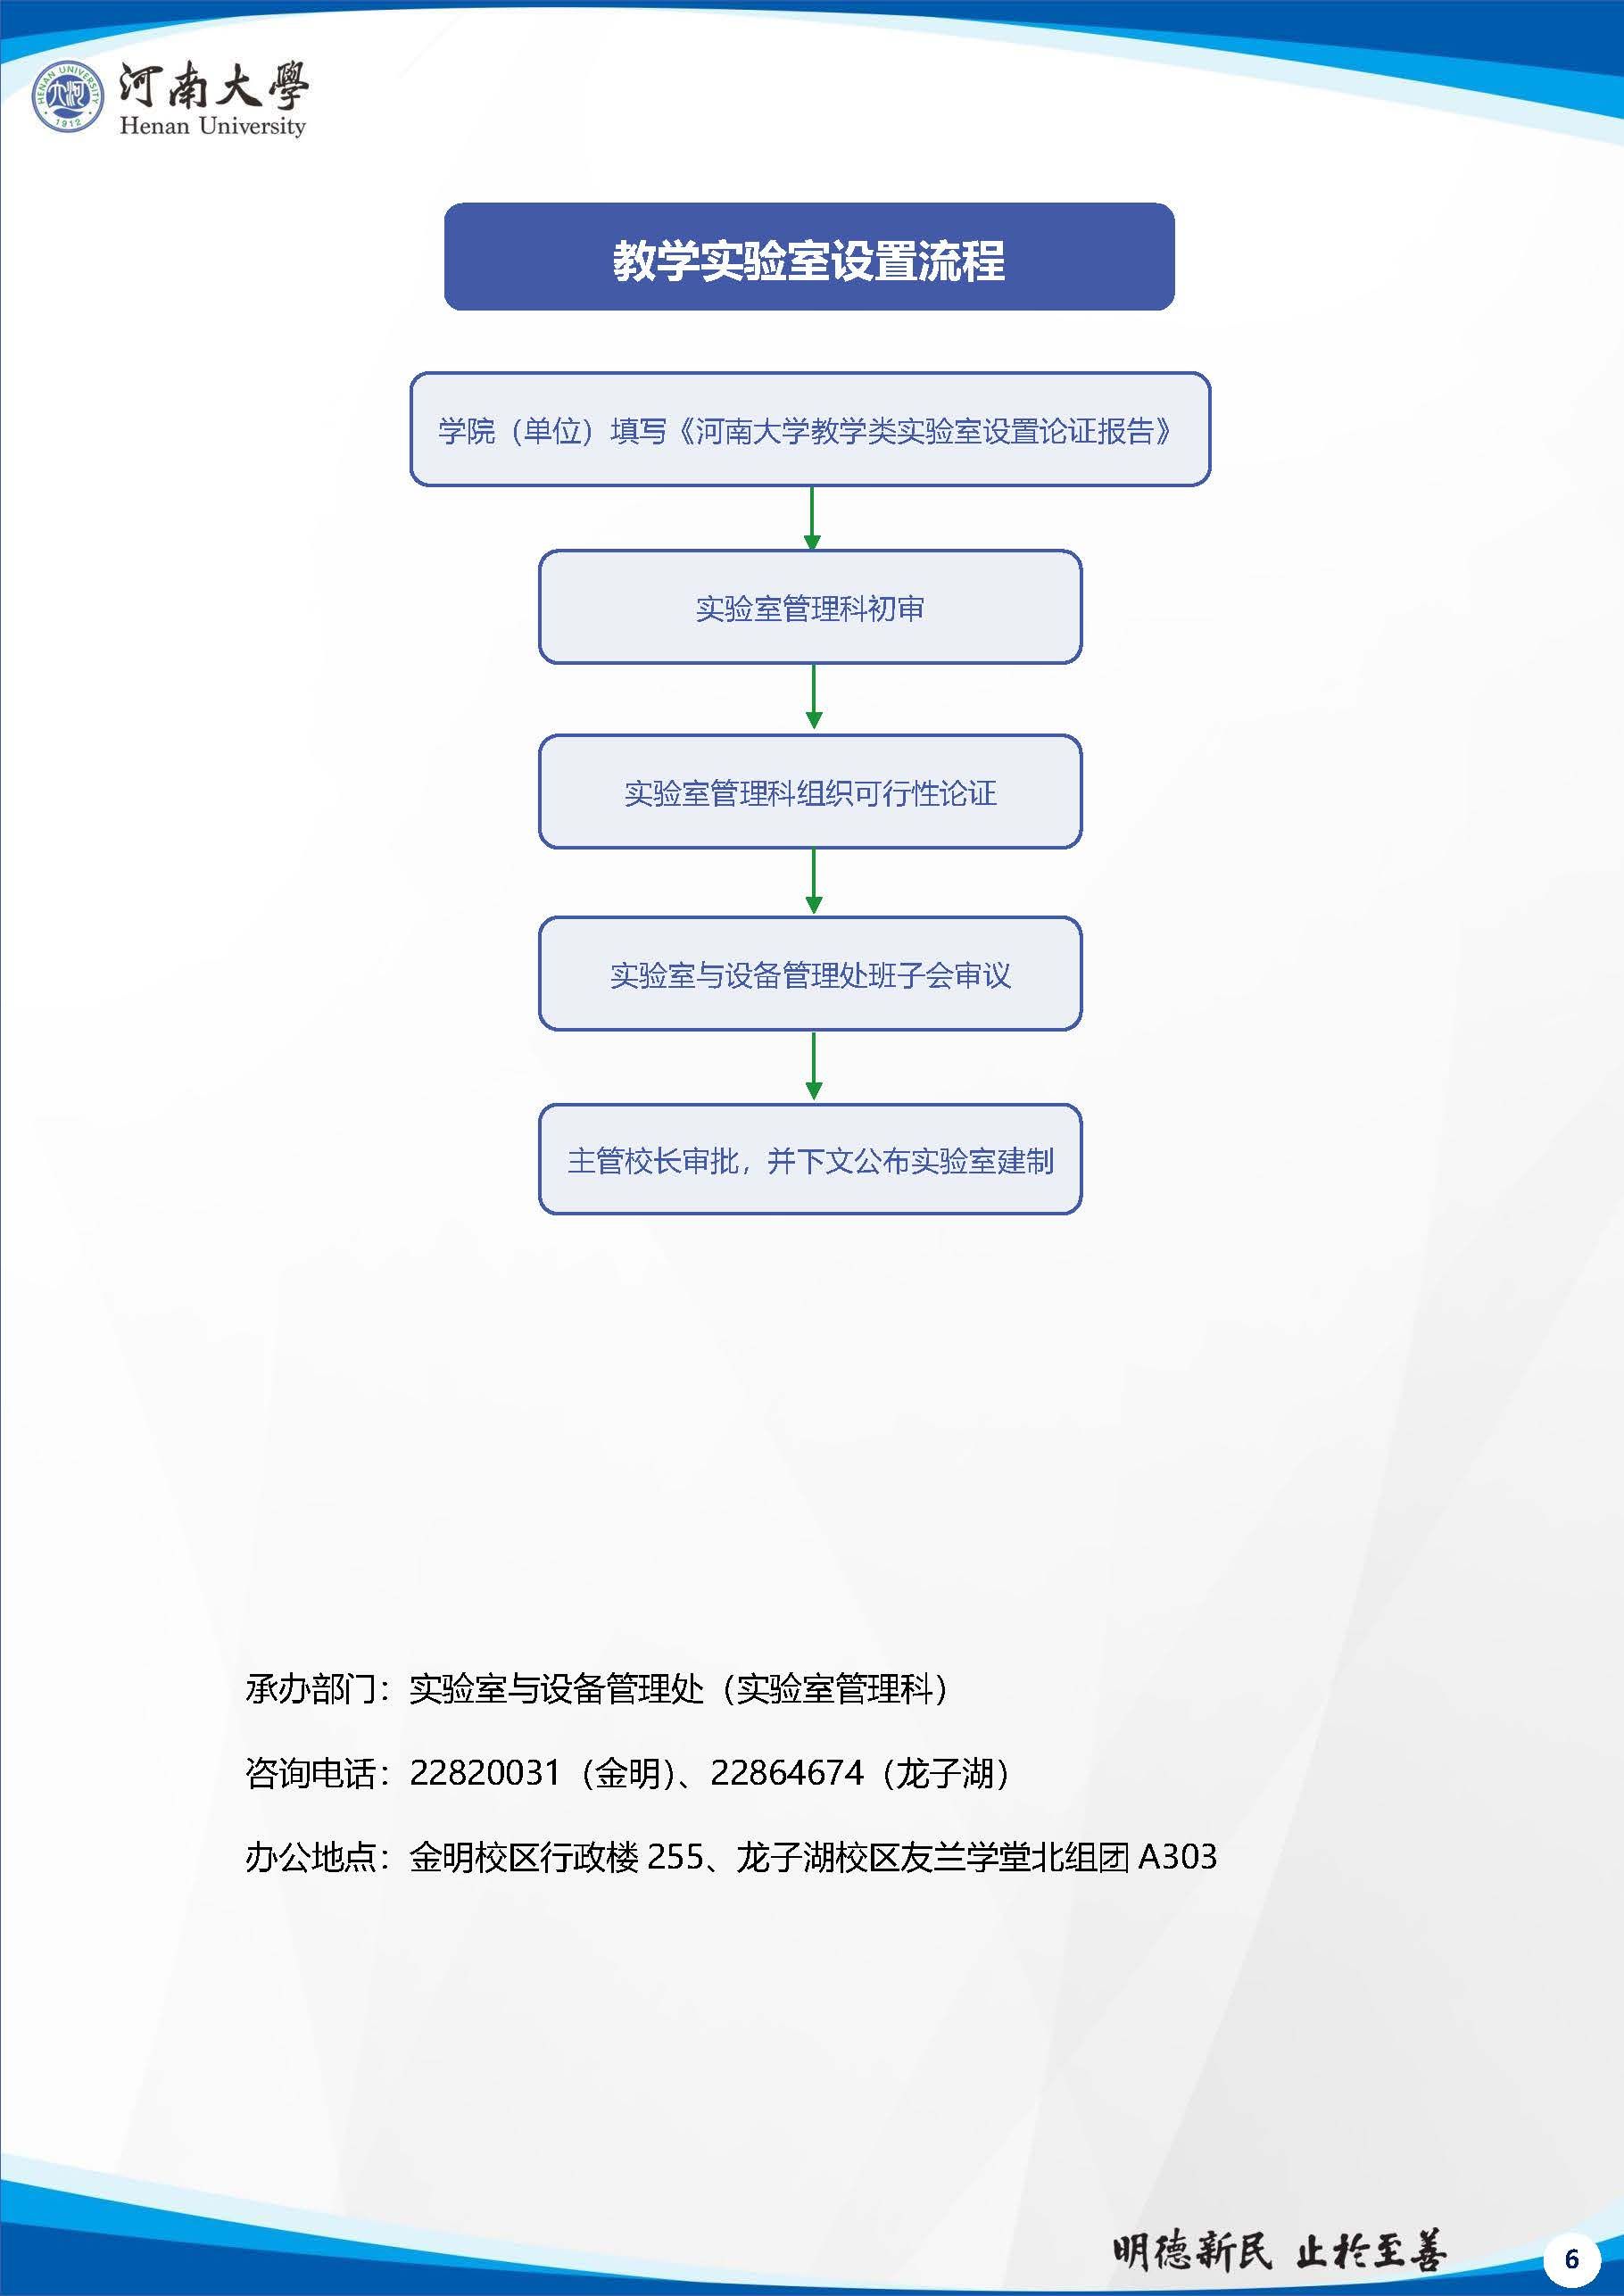 HENAN UNIVERSITY
1912
河南大學
Henan University
教学实验室设置流程
学院（单位）填写《河南大学教学类实验室设置论证报告》
实验室管理科初审
实验室管理科组织可行性论证
实验室与设备管理处班子会审议
主管校长审批，并下文公布实验室建制
承办部门：实验室与设备管理处（实验室管理科）
咨询电话：22820031（金明）、22864674（龙子湖）
办公地点：金明校区行政楼 255、龙子湖校区友兰学堂北组团 A303
明德新民 止於至善
6